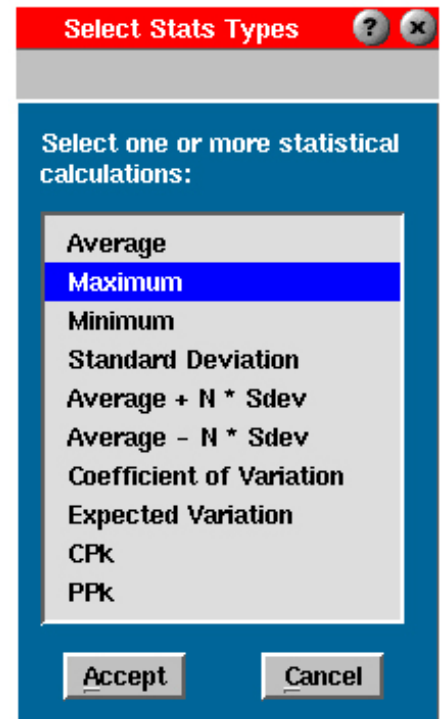 Select Stats Types ? x
Select one or more statistical
calculations:
Average
Maximum
Minimum
Standard Deviation
Average + N * Sdev
Average - N * Sdev
Coefficient of Variation
Expected Variation
CPk
PPk
Accept Cancel